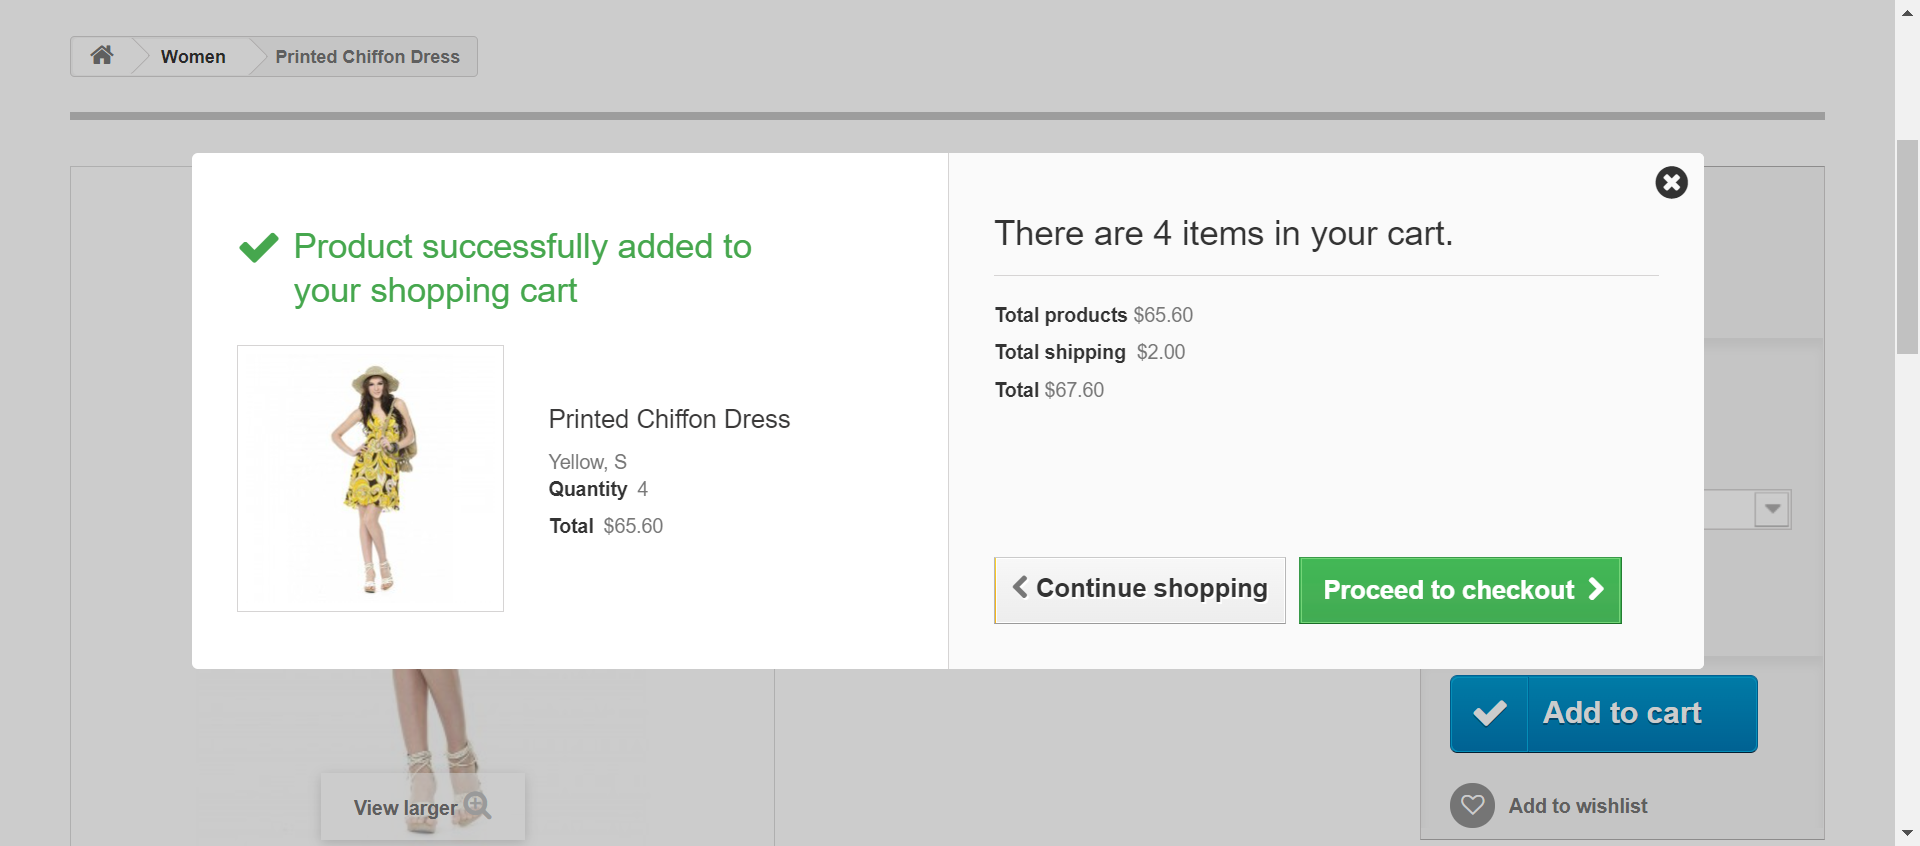 Women
Printed Chiffon Dress
Product successfully added to
your shopping cart
Printed Chiffon Dress
Yellow, S
Quantity 4
Total $65.60
There are 4 items in your cart.
Total products $65.60
Total shipping $2.00
Total $67.60
Continue shopping
Proceed to checkout
Add to cart
View larger
Add to wishlist